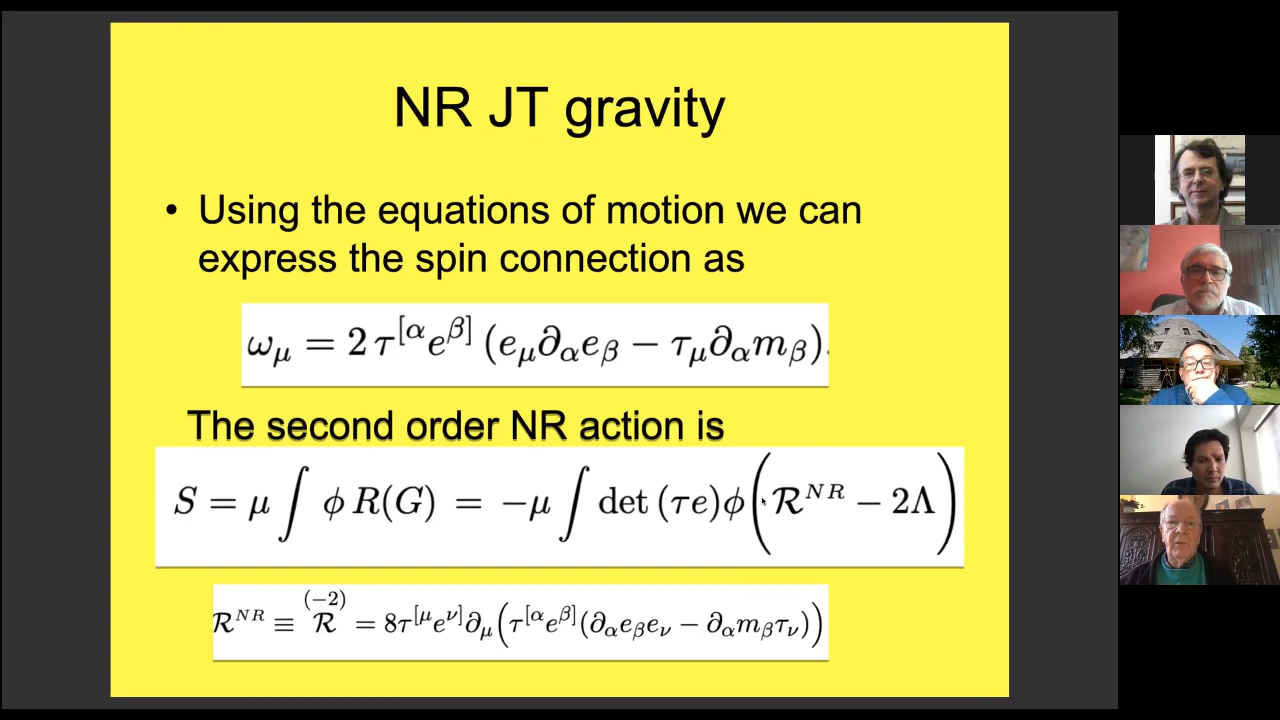 NR JT gravity
• Using the equations of motion we can
express the spin connection as
ω_μ = 2 τ^{[α} e^{β]} (e_μ ∂_α e_β − τ_μ ∂_α m_β).
The second order NR action is
S = μ ∫ ϕ R(G) = −μ ∫ det (τe)ϕ(ℛ^{NR} − 2Λ)
ℛ^{NR} ≡ \overset{(−2)}{ℛ} = 8τ^{[μ} e^{ν]} ∂_μ (τ^{[α} e^{β]} (∂_α e_β e_ν − ∂_α m_β τ_ν))